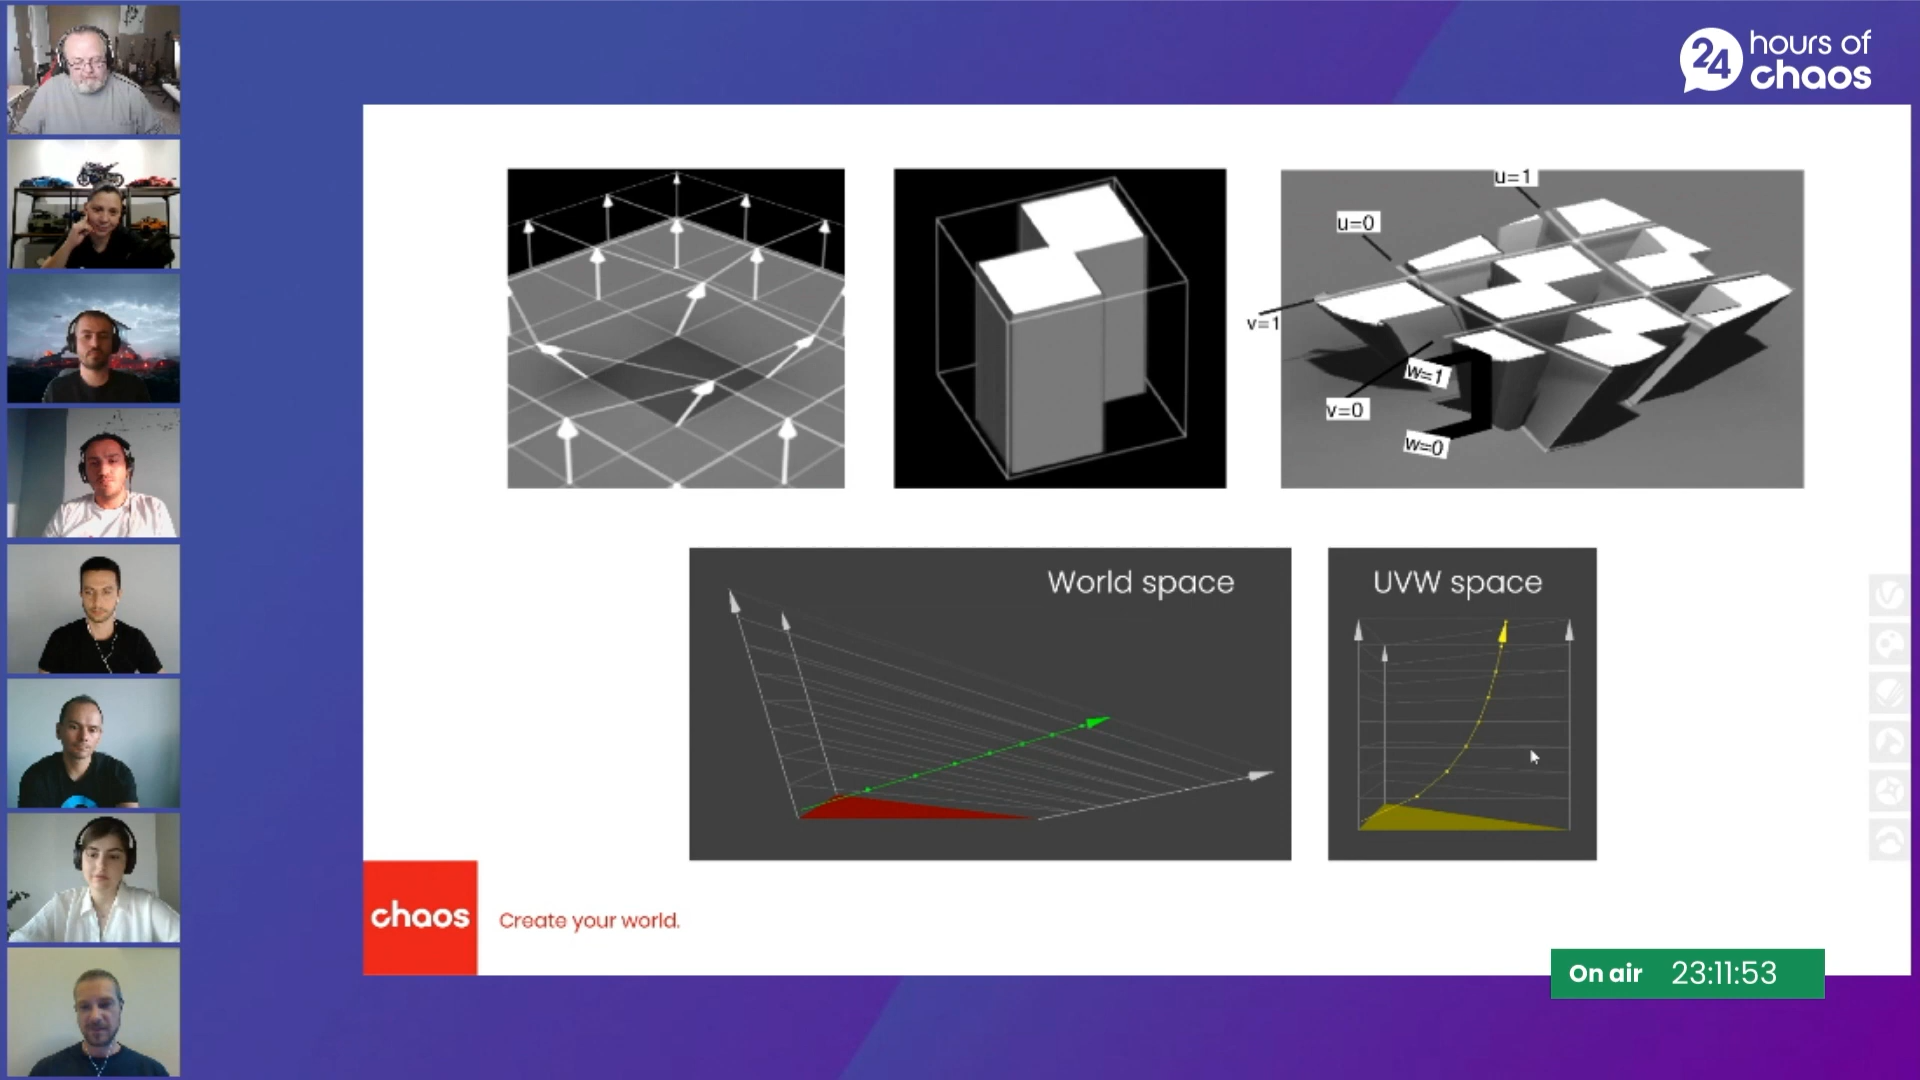 24 hours of
chaos
u=1
u=0
v=1
w=1
v=0
w=0
World space
UVW space
chaos
Create your world.
On air 23:11:53